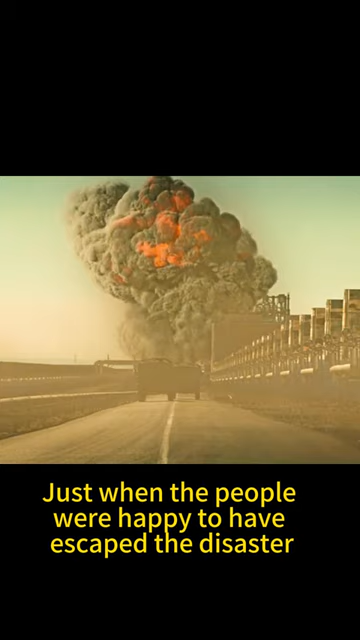 Just when the people
were happy to have
escaped the disaster